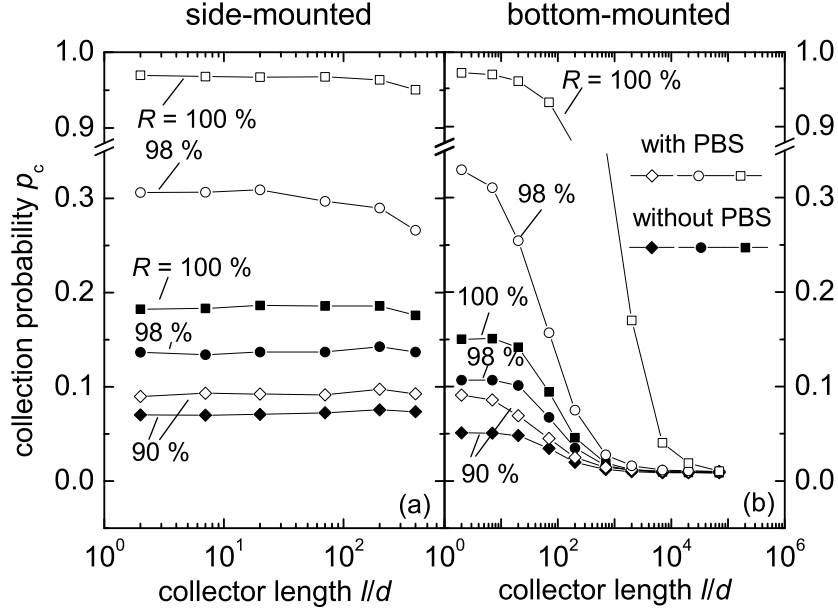 side-mounted
bottom-mounted
collection probability pc
1.0
0.9
0.3
0.2
0.1
0.0
R = 100 %
98 %
R = 100 %
98 %
90 %
(a)
10^0
10^1
10^2
collector length l/d
R = 100 %
98 %
with PBS
without PBS
100 %
98 %
90 %
(b)
1.0
0.9
0.3
0.2
0.1
0.0
10^0
10^2
10^4
10^6
collector length l/d